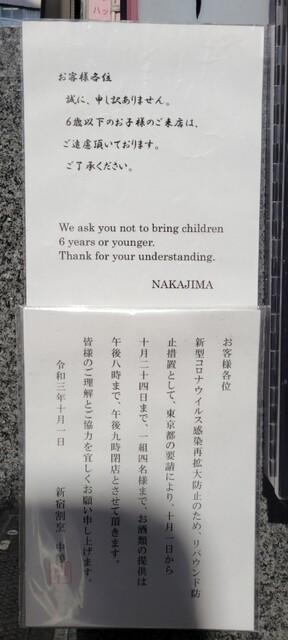 お客様各位
誠に、申し訳ありません。
6歳以下のお子様のご来店は、
ご遠慮頂いております。
ご了承ください。
We ask you not to bring children
6 years or younger.
Thank for your understanding.
NAKAJIMA
お客様各位
新型コロナウイルス感染再拡大防止のため、リバウンド防
止措置として、東京都の要請により、十月一日から
十月二十四日まで、一組四名様まで、お酒類の提供は
午後八時まで、午後九時閉店とさせて頂きます。
皆様のご理解とご協力を宜しくお願い申し上げます。
令和三年十月一日
新宿割烹 中嶋